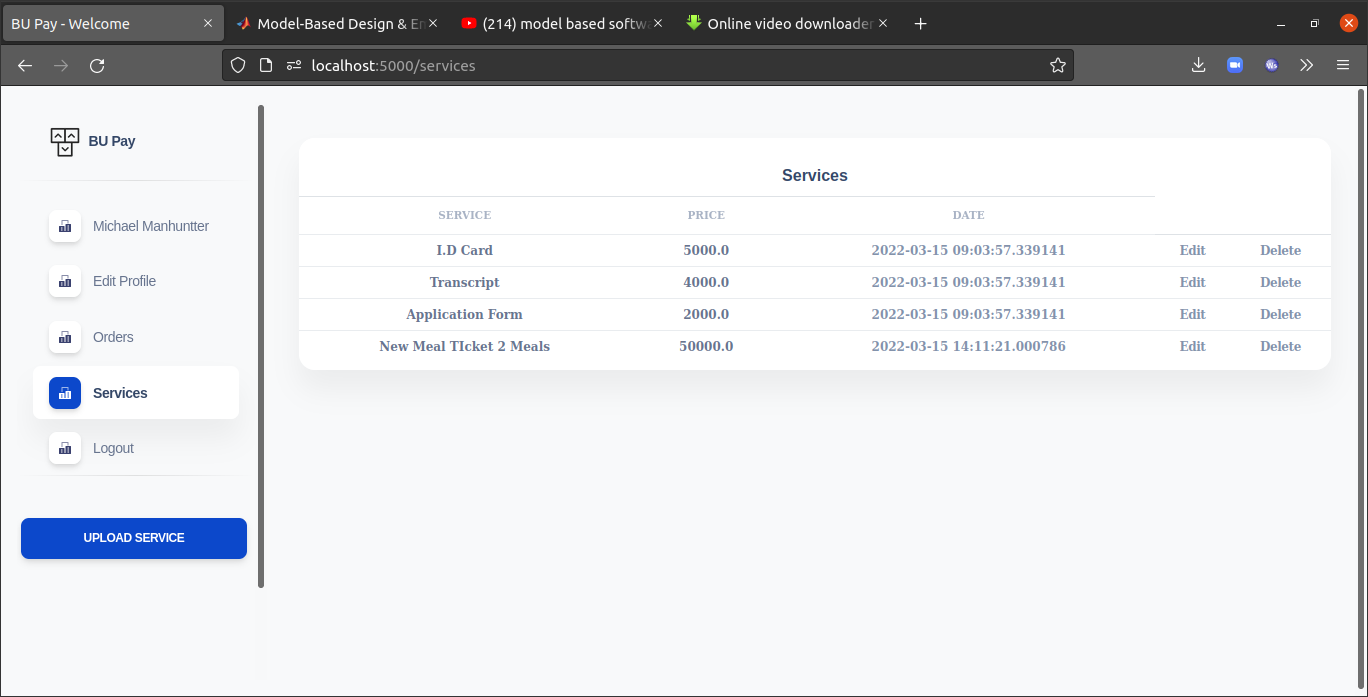 BU Pay - Welcome
Model-Based Design & En
(214) model based softwa
Online video downloader
localhost:5000/services
BU Pay
Michael Manhuntter
Edit Profile
Orders
Services
Logout
UPLOAD SERVICE
Services
SERVICE PRICE DATE
I.D Card 5000.0 2022-03-15 09:03:57.339141 Edit Delete
Transcript 4000.0 2022-03-15 09:03:57.339141 Edit Delete
Application Form 2000.0 2022-03-15 09:03:57.339141 Edit Delete
New Meal TIcket 2 Meals 50000.0 2022-03-15 14:11:21.000786 Edit Delete